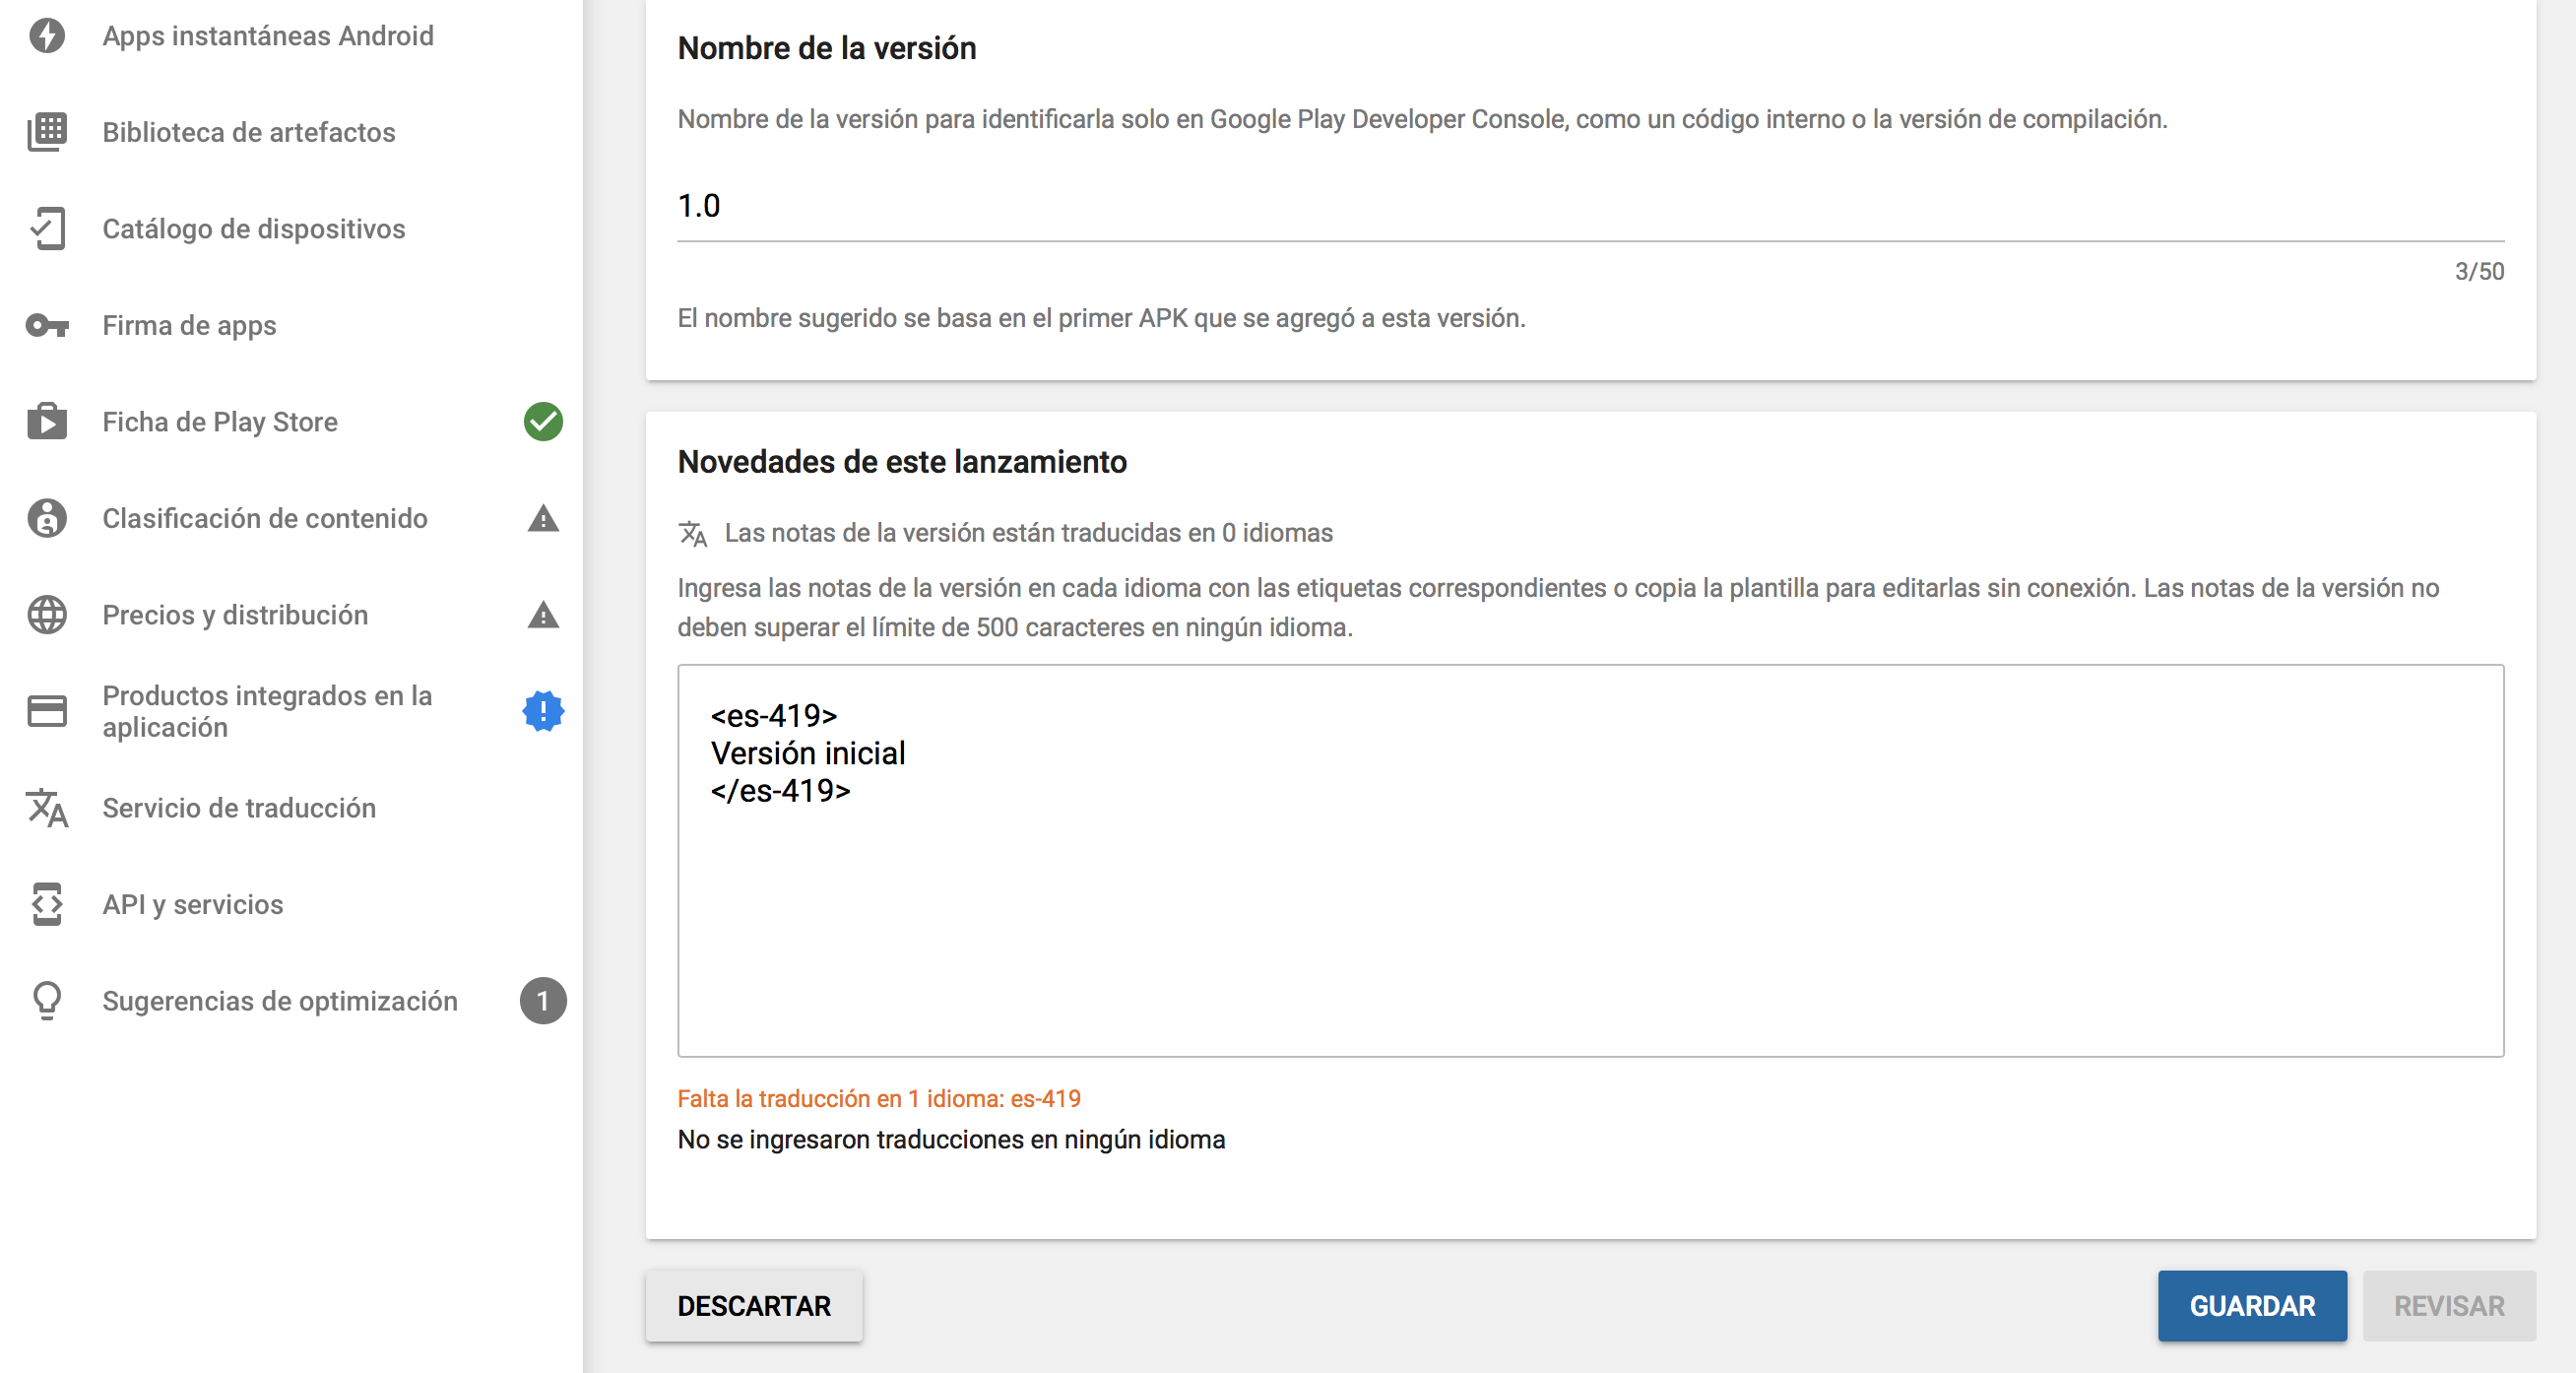 Apps instantáneas Android
Biblioteca de artefactos
Catálogo de dispositivos
Firma de apps
Ficha de Play Store
Clasificación de contenido
Precios y distribución
Productos integrados en la
aplicación
Servicio de traducción
API y servicios
Sugerencias de optimización
1
Nombre de la versión
Nombre de la versión para identificarla solo en Google Play Developer Console, como un código interno o la versión de compilación.
1.0
3/50
El nombre sugerido se basa en el primer APK que se agregó a esta versión.
Novedades de este lanzamiento
Las notas de la versión están traducidas en 0 idiomas
Ingresa las notas de la versión en cada idioma con las etiquetas correspondientes o copia la plantilla para editarlas sin conexión. Las notas de la versión no
deben superar el límite de 500 caracteres en ningún idioma.
<es-419>
Versión inicial
</es-419>
Falta la traducción en 1 idioma: es-419
No se ingresaron traducciones en ningún idioma
DESCARTAR
GUARDAR
REVISAR